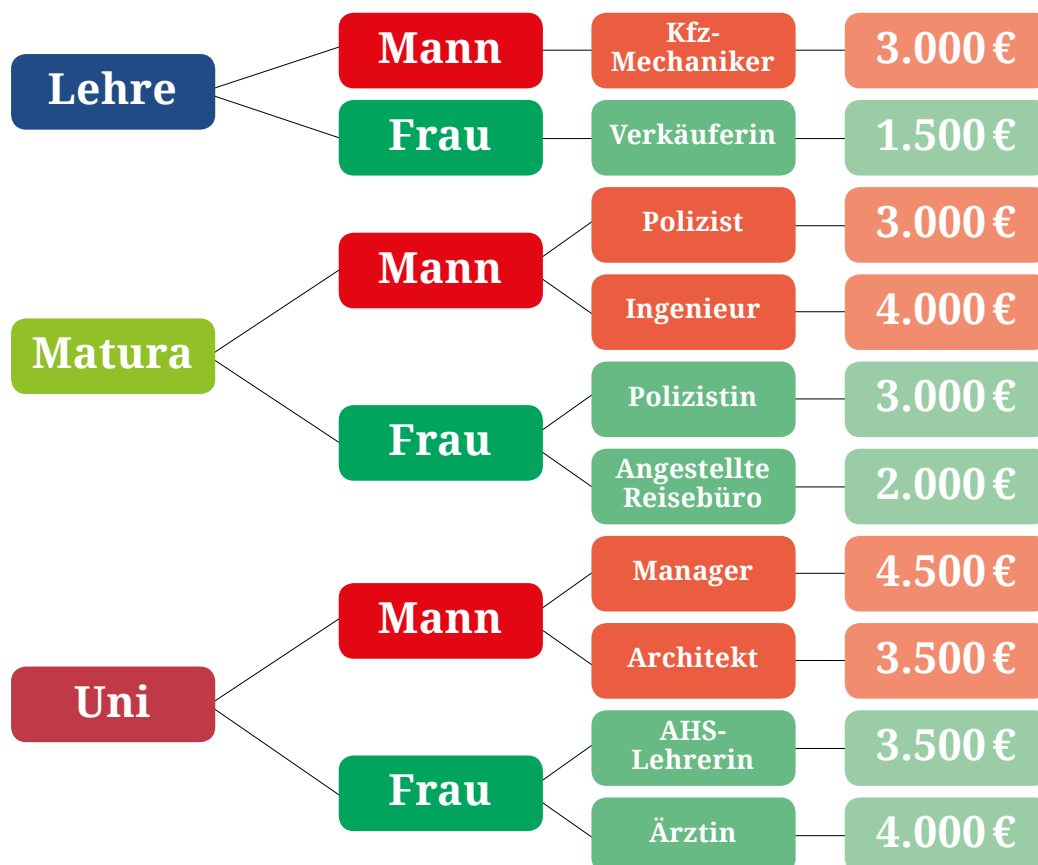 Lehre
Mann
Kfz-
Mechaniker
3.000 €
Frau
Verkäuferin
1.500 €
Matura
Mann
Polizist
3.000 €
Ingenieur
4.000 €
Frau
Polizistin
3.000 €
Angestellte
Reisebüro
2.000 €
Uni
Mann
Manager
4.500 €
Architekt
3.500 €
Frau
AHS-
Lehrerin
3.500 €
Ärztin
4.000 €